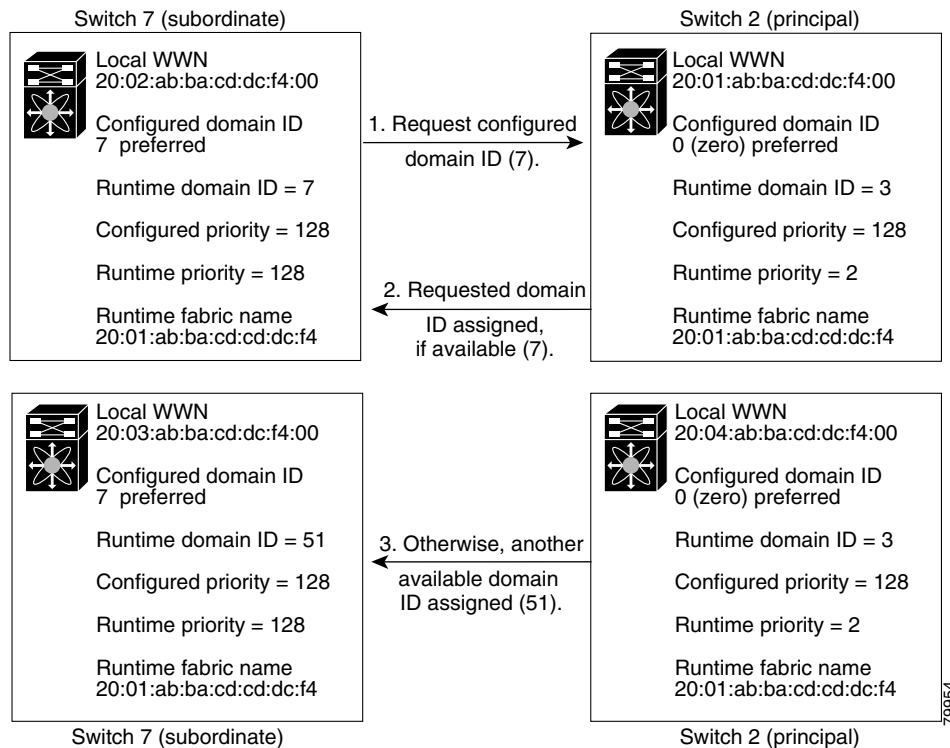 Switch 7 (subordinate)
Switch 2 (principal)
Local WWN
20:02:ab:ba:cd:dc:f4:00
Configured domain ID
7 preferred
Runtime domain ID = 7
Configured priority = 128
Runtime priority = 128
Runtime fabric name
20:01:ab:ba:cd:cd:dc:f4
1. Request configured
domain ID (7).
2. Requested domain
ID assigned,
if available (7).
Local WWN
20:01:ab:ba:cd:dc:f4:00
Configured domain ID
0 (zero) preferred
Runtime domain ID = 3
Configured priority = 128
Runtime priority = 2
Runtime fabric name
20:01:ab:ba:cd:cd:dc:f4
Local WWN
20:03:ab:ba:cd:dc:f4:00
Configured domain ID
7 preferred
Runtime domain ID = 51
Configured priority = 128
Runtime priority = 128
Runtime fabric name
20:01:ab:ba:cd:cd:dc:f4
3. Otherwise, another
available domain
ID assigned (51).
Local WWN
20:04:ab:ba:cd:dc:f4:00
Configured domain ID
0 (zero) preferred
Runtime domain ID = 3
Configured priority = 128
Runtime priority = 2
Runtime fabric name
20:01:ab:ba:cd:cd:dc:f4
Switch 7 (subordinate)
Switch 2 (principal)
79954